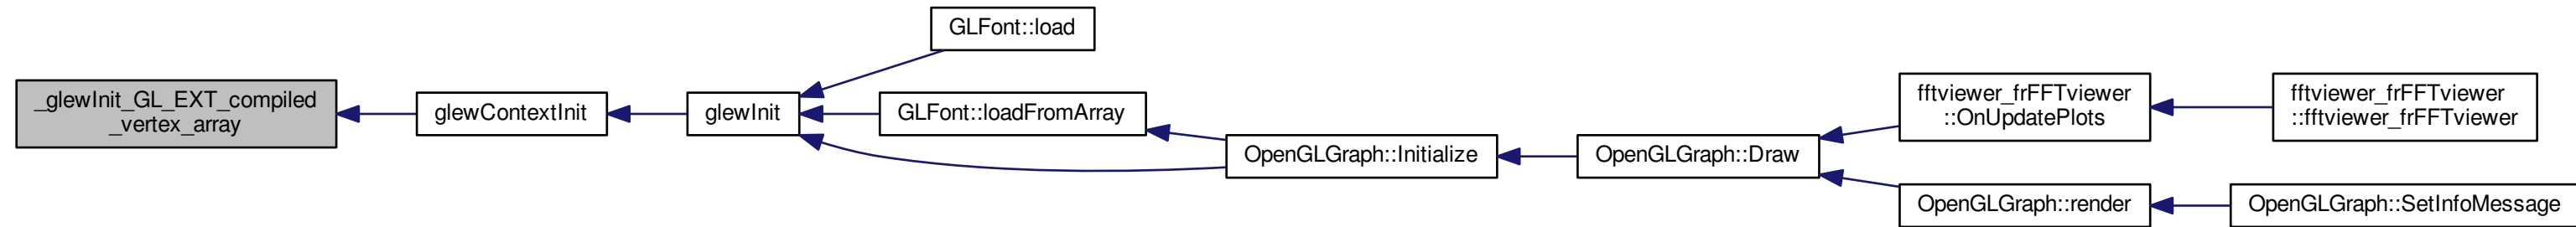 _glewInit_GL_EXT_compiled
_vertex_array
glewContextInit
glewInit
GLFont::load
GLFont::loadFromArray
OpenGLGraph::Initialize
OpenGLGraph::Draw
fftviewer_frFFTviewer
::OnUpdatePlots
fftviewer_frFFTviewer
::fftviewer_frFFTviewer
OpenGLGraph::render
OpenGLGraph::SetInfoMessage